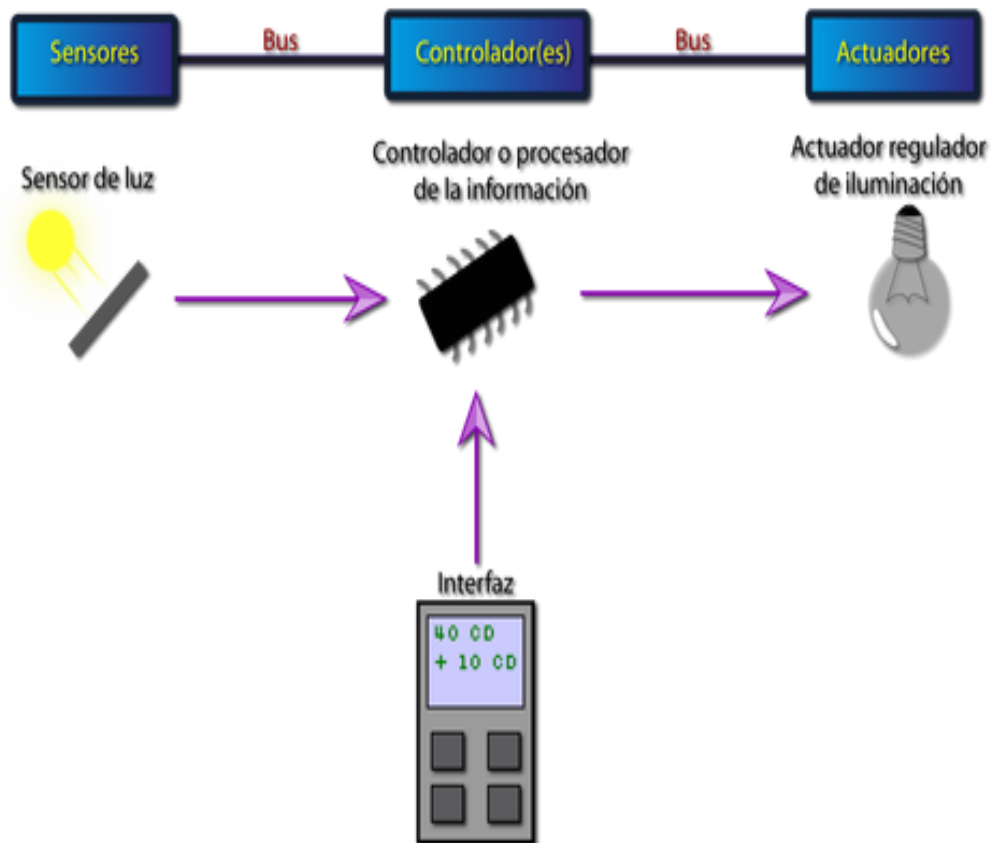 Sensores
Bus
Controlador(es)
Bus
Actuadores
Sensor de luz
Controlador o procesador
de la información
Actuador regulador
de iluminación
Interfaz
40 CD
+ 10 CD